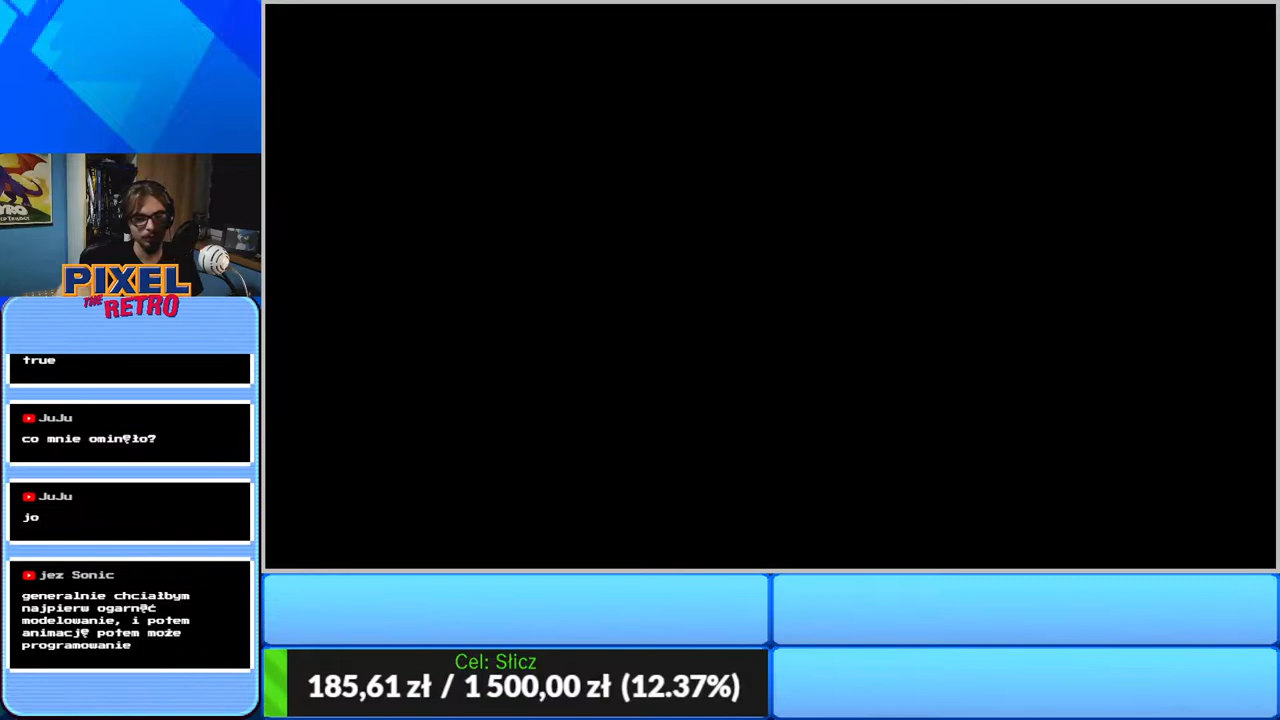 PIXEL
THE
RETRO
true
JuJu
co mnie ominęło?
JuJu
jo
jez Sonic
generalnie chciałbym
najpierw ogarnąć
modelowanie, i potem
animację potem może
programowanie
Cel: Slicz
185,61 zł / 1 500,00 zł (12.37%)